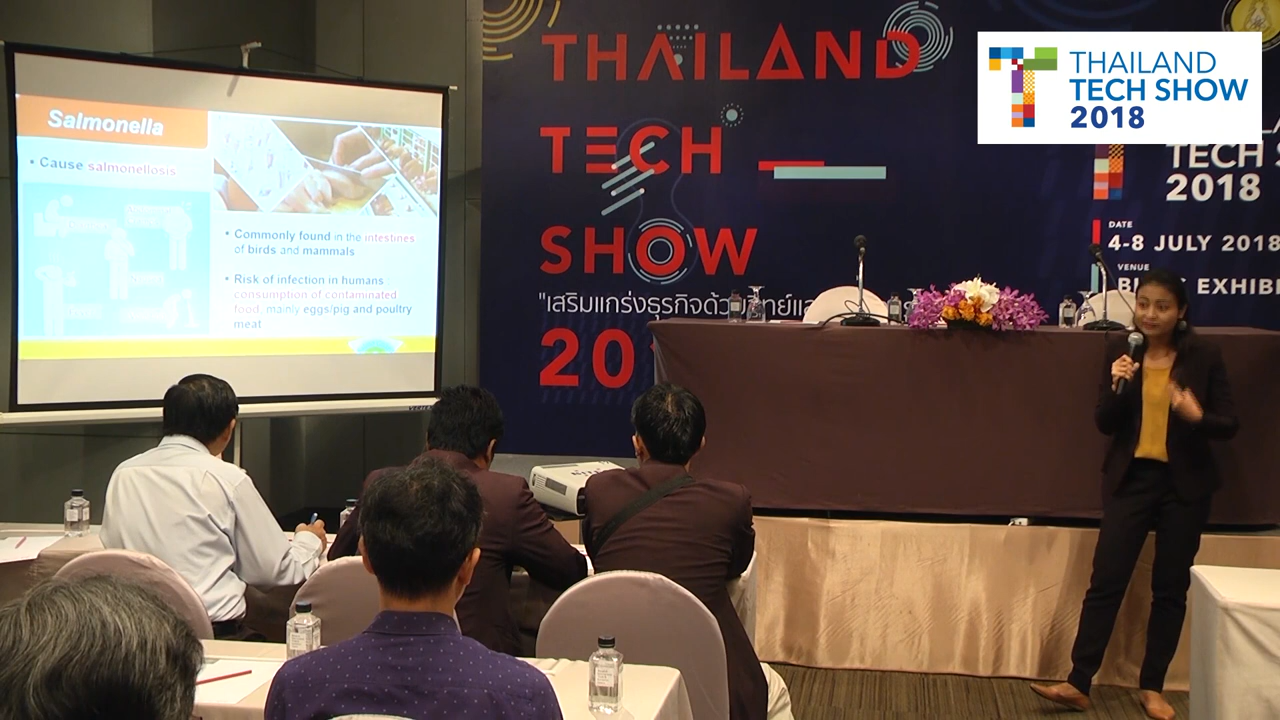 Salmonella
• Cause salmonellosis
• Commonly found in the intestines
of birds and mammals
• Risk of infection in humans
consumption of contaminated
food, mainly eggs/pig and poultry
meat
THAILAND
TECH
SHOW
"เสริมแกร่งธุรกิจด้วย
20
THAILAND
TECH SHOW
2018
TECH
2018
DATE
4-8 JULY 2018
VENUE
EXHIB